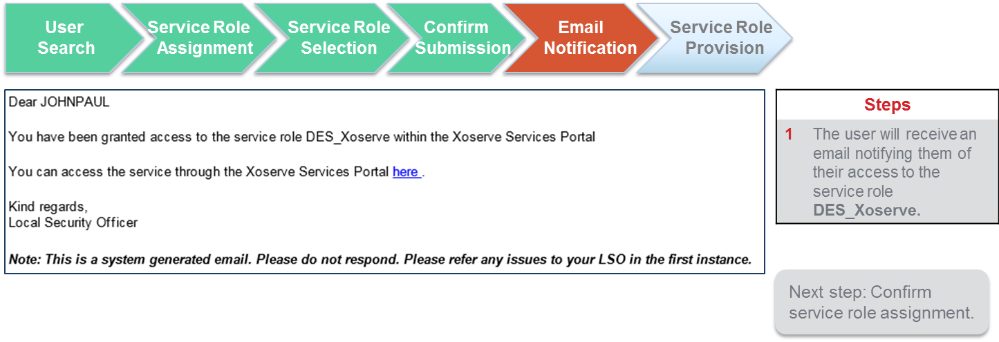 User
Search
Service Role
Assignment
Service Role
Selection
Confirm
Submission
Email
Notification
Service Role
Provision
Dear JOHNPAUL
You have been granted access to the service role DES_Xoserve within the Xoserve Services Portal
You can access the service through the Xoserve Services Portal here .
Kind regards,
Local Security Officer
Note: This is a system generated email. Please do not respond. Please refer any issues to your LSO in the first instance.
Steps
1 The user will receive an
email notifying them of
their access to the
service role
DES_Xoserve.
Next step: Confirm
service role assignment.